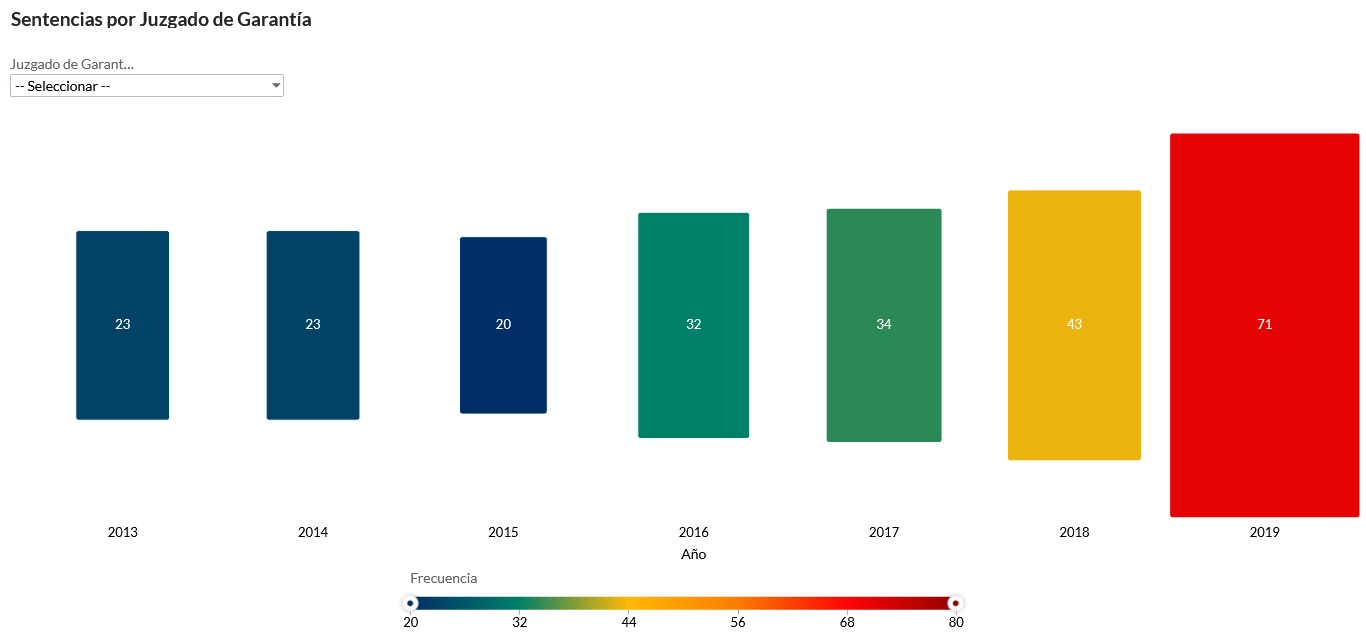 Sentencias por Juzgado de Garantía
Juzgado de Garant...
-- Seleccionar --
23 23 20 32 34 43 71
2013 2014 2015 2016 2017 2018 2019
Año
Frecuencia
20 32 44 56 68 80